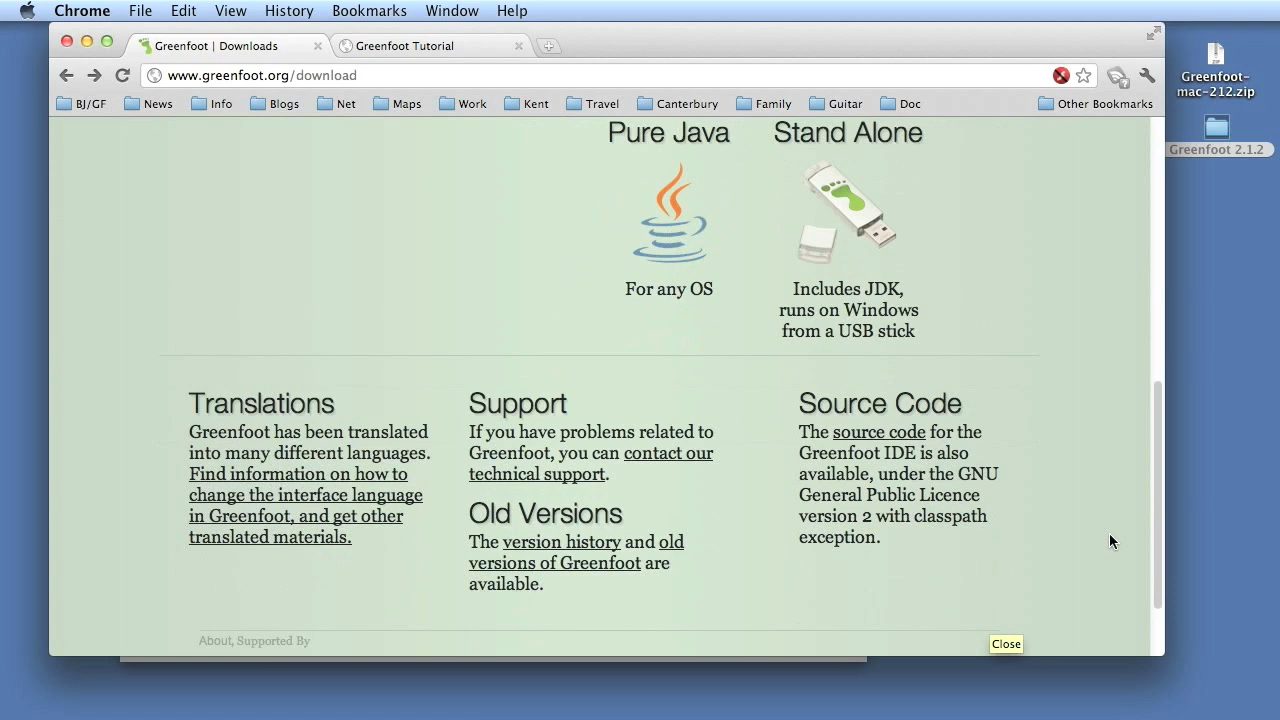 Chrome File Edit View History Bookmarks Window Help
Greenfoot | Downloads
Greenfoot Tutorial
www.greenfoot.org/download
BJ/GF News Info Blogs Net Maps Work Kent Travel Canterbury Family Guitar Doc Other Bookmarks
ZIP
Greenfoot-
mac-212.zip
Greenfoot 2.1.2
Pure Java
For any OS
Stand Alone
Includes JDK,
runs on Windows
from a USB stick
Translations
Greenfoot has been translated
into many different languages.
Find information on how to
change the interface language
in Greenfoot, and get other
translated materials.
Support
If you have problems related to
Greenfoot, you can contact our
technical support.
Old Versions
The version history and old
versions of Greenfoot are
available.
Source Code
The source code for the
Greenfoot IDE is also
available, under the GNU
General Public Licence
version 2 with classpath
exception.
About, Supported By
Close